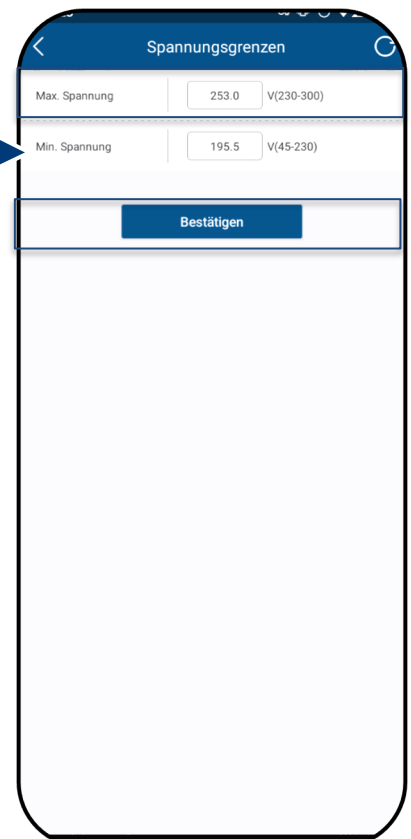 Spannungsgrenzen
Max. Spannung 253.0 V(230-300)
Min. Spannung 195.5 V(45-230)
Bestätigen